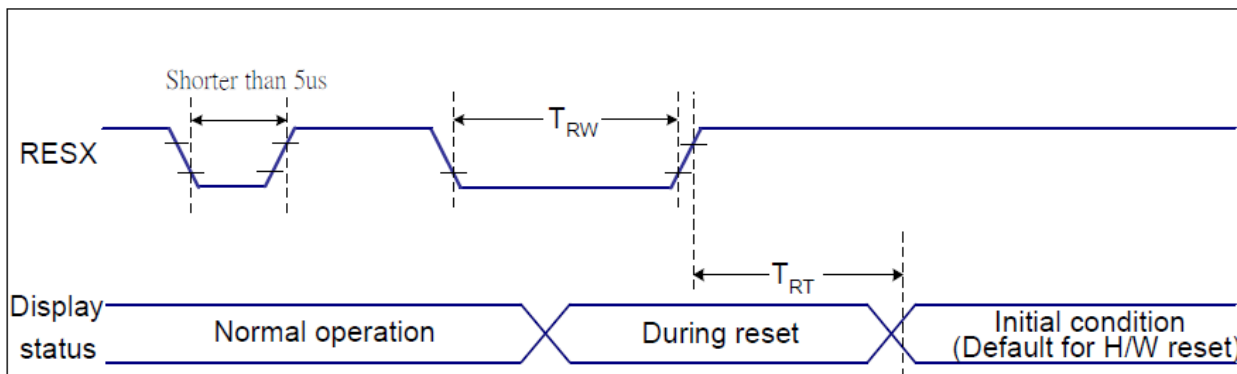 Shorter than 5us
RESX
TRW
TRT
Display
status
Normal operation
During reset
Initial condition
(Default for H/W reset)